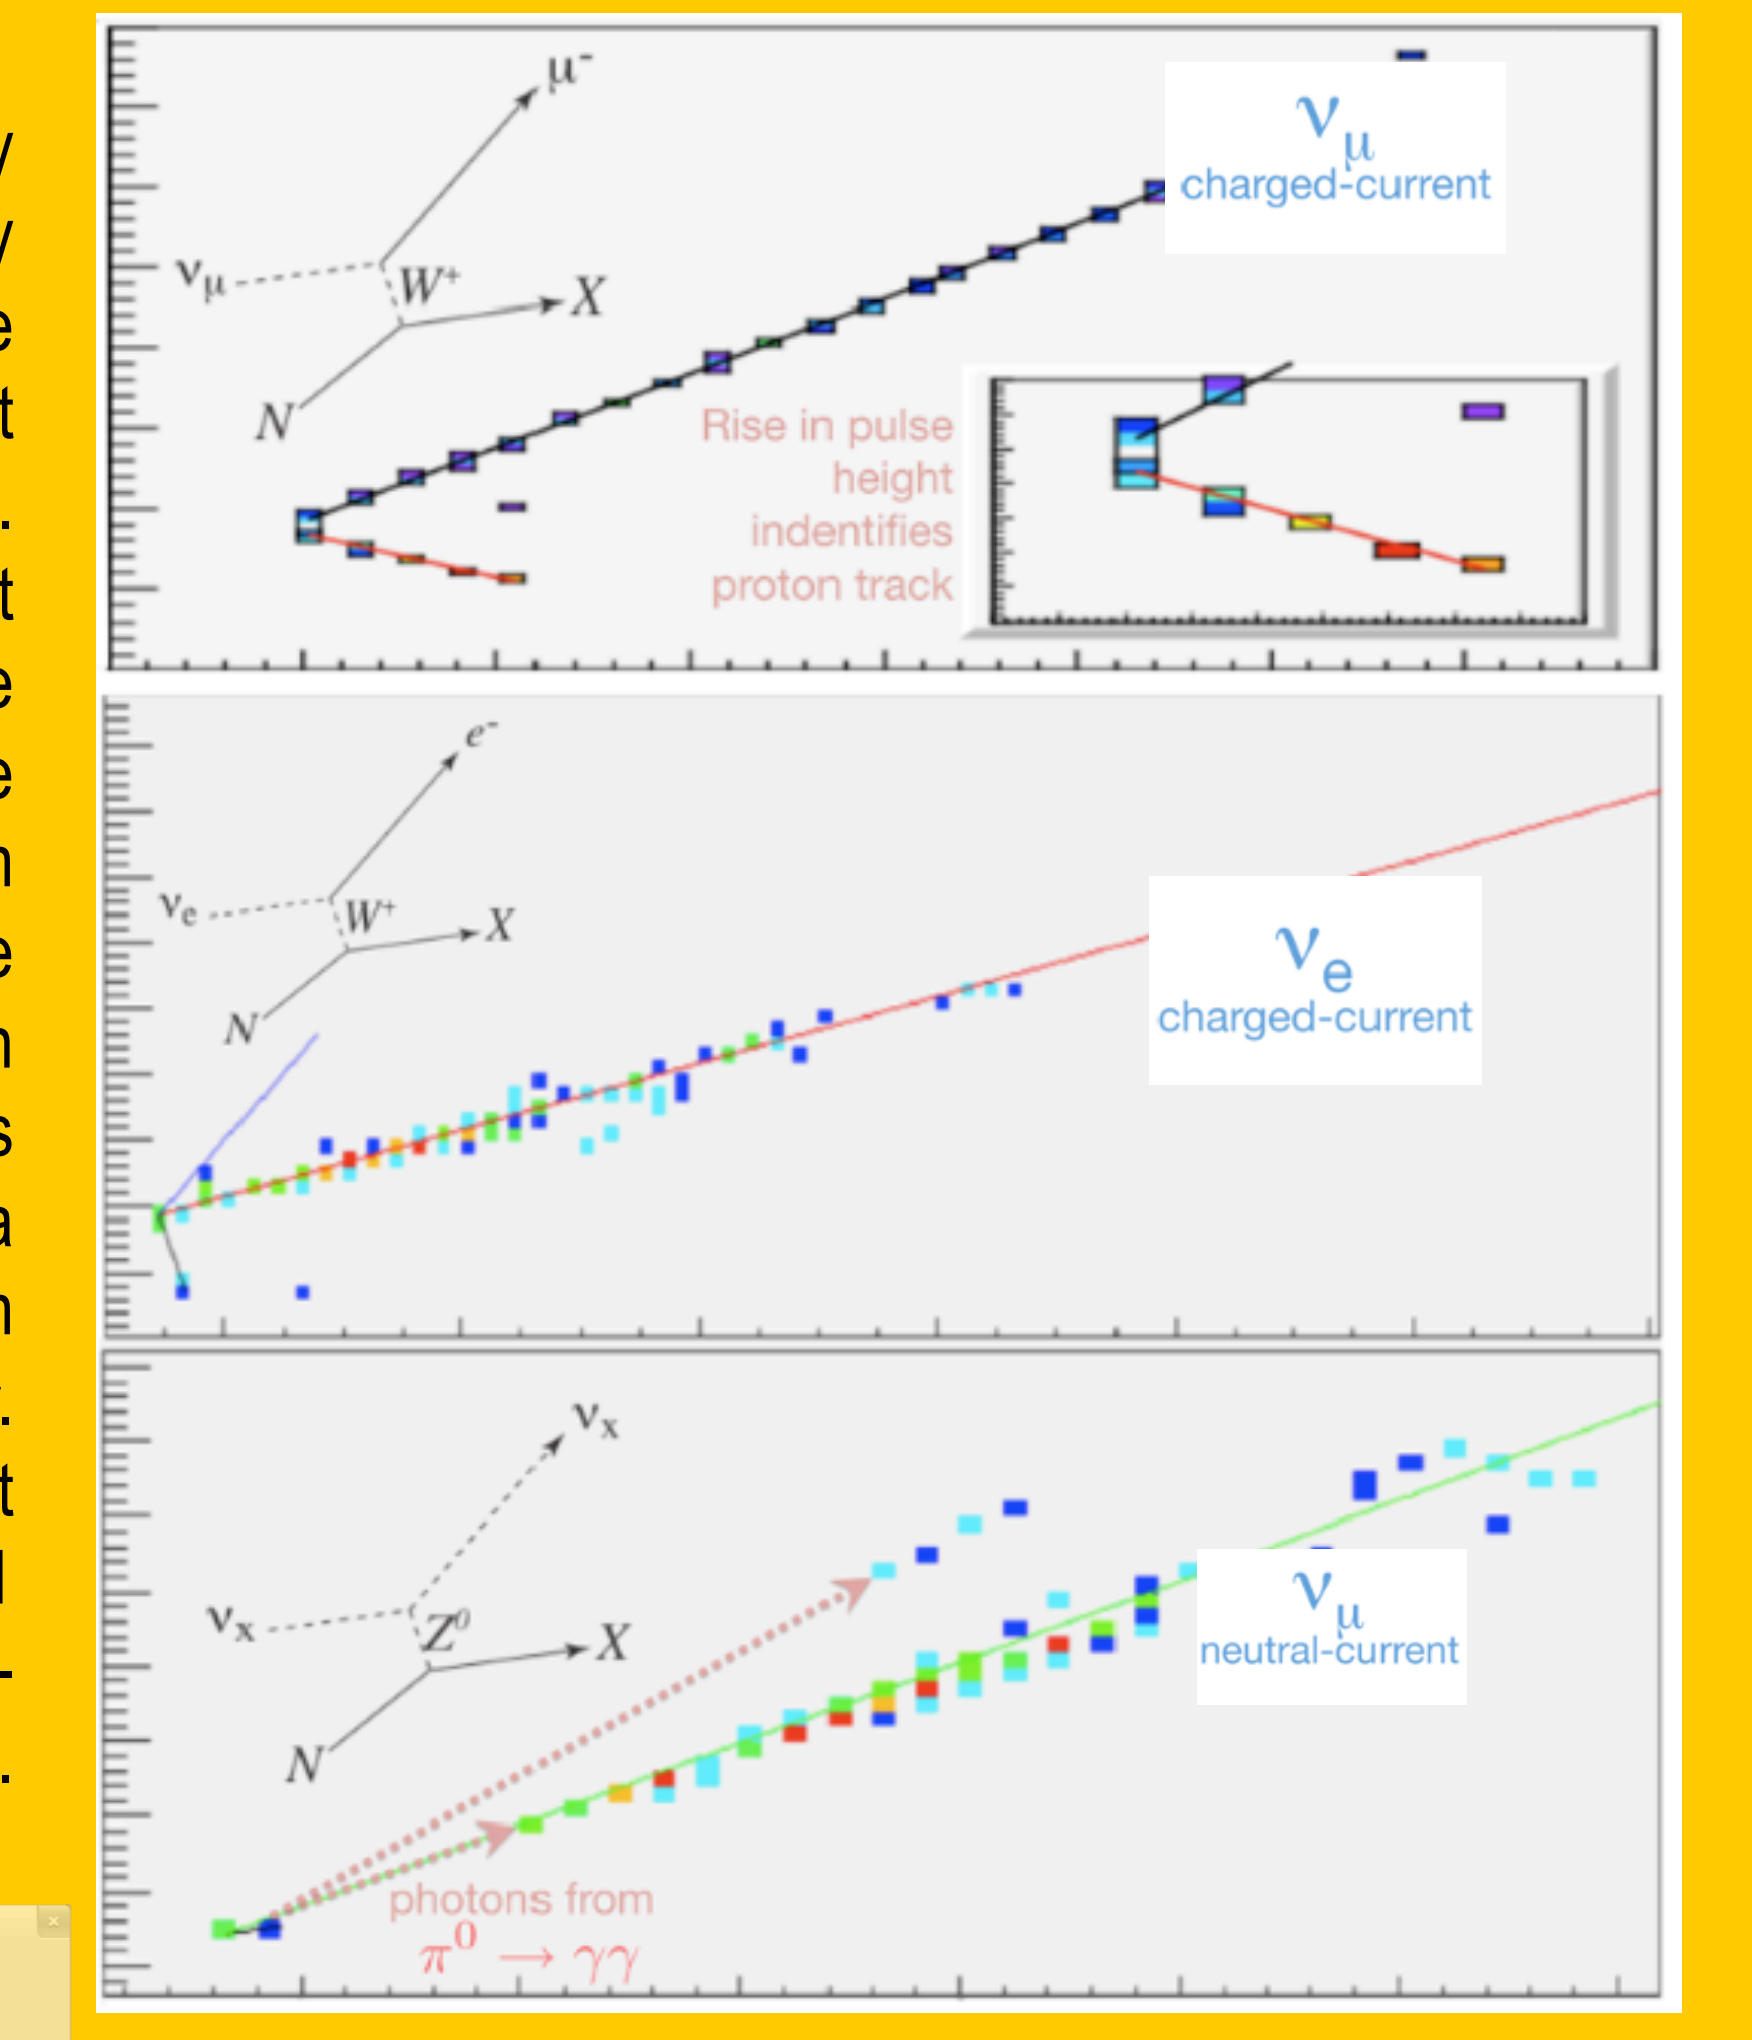 μ⁻
ν_μ
charged-current
ν_μ
W⁺
X
N
Rise in pulse
height
indentifies
proton track
e⁻
ν_e
W⁺
X
N
ν_e
charged-current
ν_x
ν_x
Z⁰
X
N
ν_μ
neutral-current
photons from
π⁰ → γγ